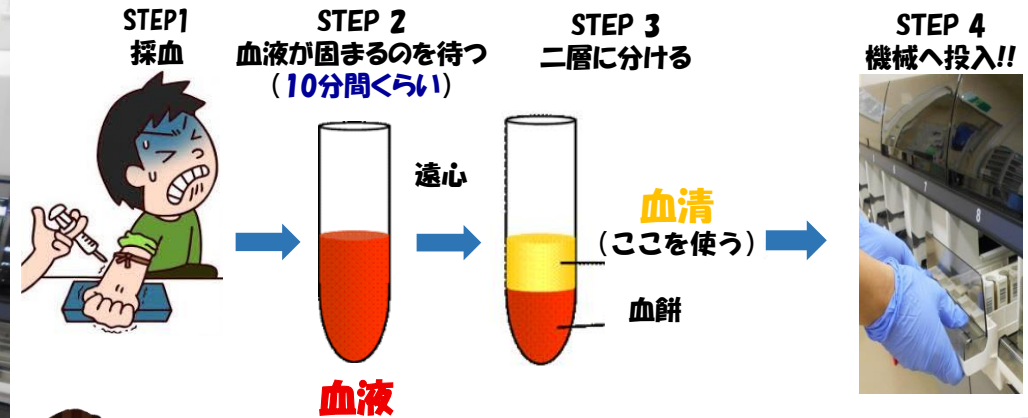 STEP1
採血
STEP 2
血液が固まるのを待つ
(10分間くらい)
血液
遠心
STEP 3
二層に分ける
血清
(ここを使う)
血餅
STEP 4
機械へ投入!!
7
8